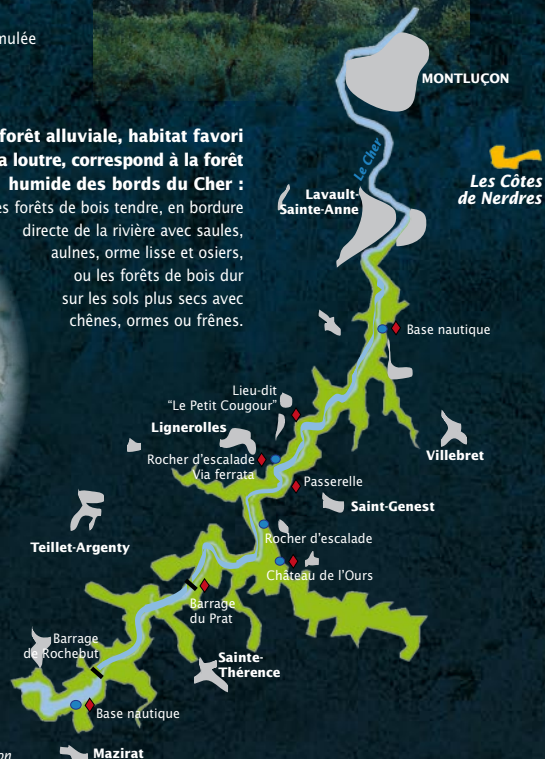 MONTLUÇON
forêt alluviale, habitat favori
loutre, correspond à la forêt
humide des bords du Cher :
forêts de bois tendre, en bordure
directe de la rivière avec saules,
aulnes, orme lisse et osiers,
ou les forêts de bois dur
sur les sols plus secs avec
chênes, ormes ou frênes.
Le Cher
Les Côtes
de Nerdres
Lavault-
Sainte-Anne
Base nautique
Lieu-dit
“Le Petit Cougour”
Lignerolles
Villebret
Rocher d'escalade
Via ferrata
Passerelle
Saint-Genest
Rocher d'escalade
Teillet-Argenty
Château de l'Ours
Barrage
du Prat
Barrage
de Rochebut
Sainte-
Thérence
Base nautique
Mazirat